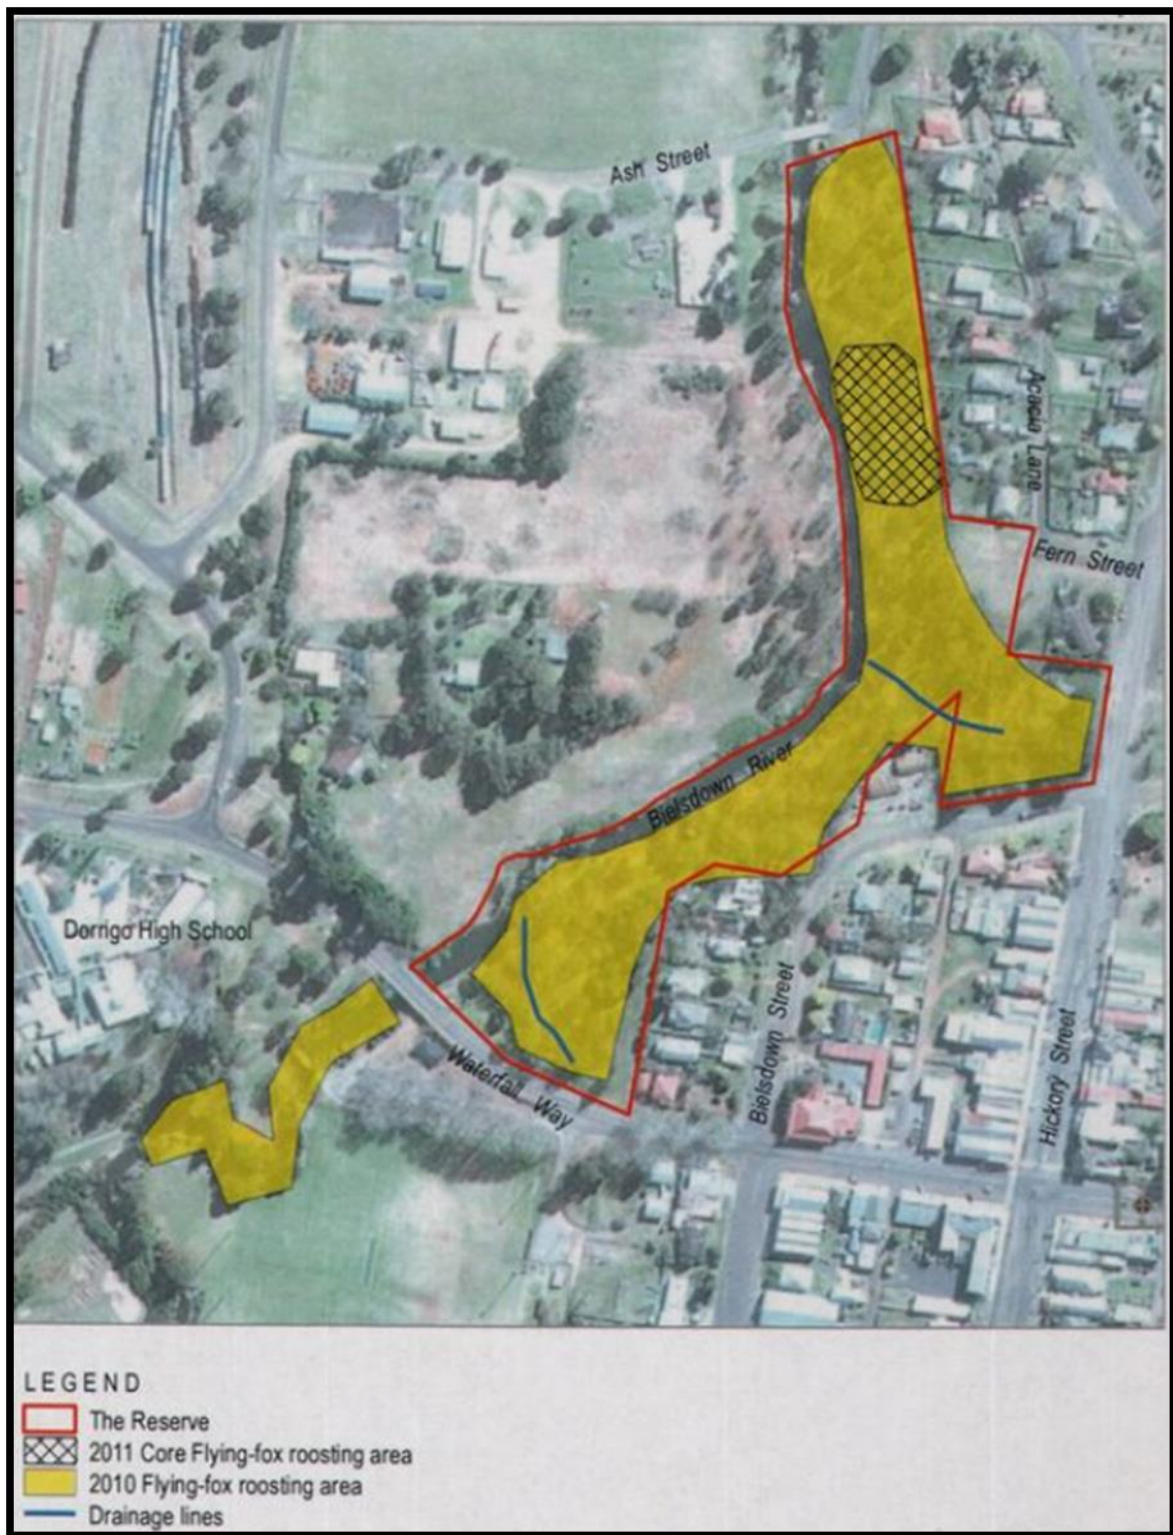 Ash Street
Acacia Lane
Fern Street
Bielsdown River
Dorrigo High School
Waterfall Way
Bielsdown Street
Hickory Street
LEGEND
The Reserve
2011 Core Flying-fox roosting area
2010 Flying-fox roosting area
Drainage lines